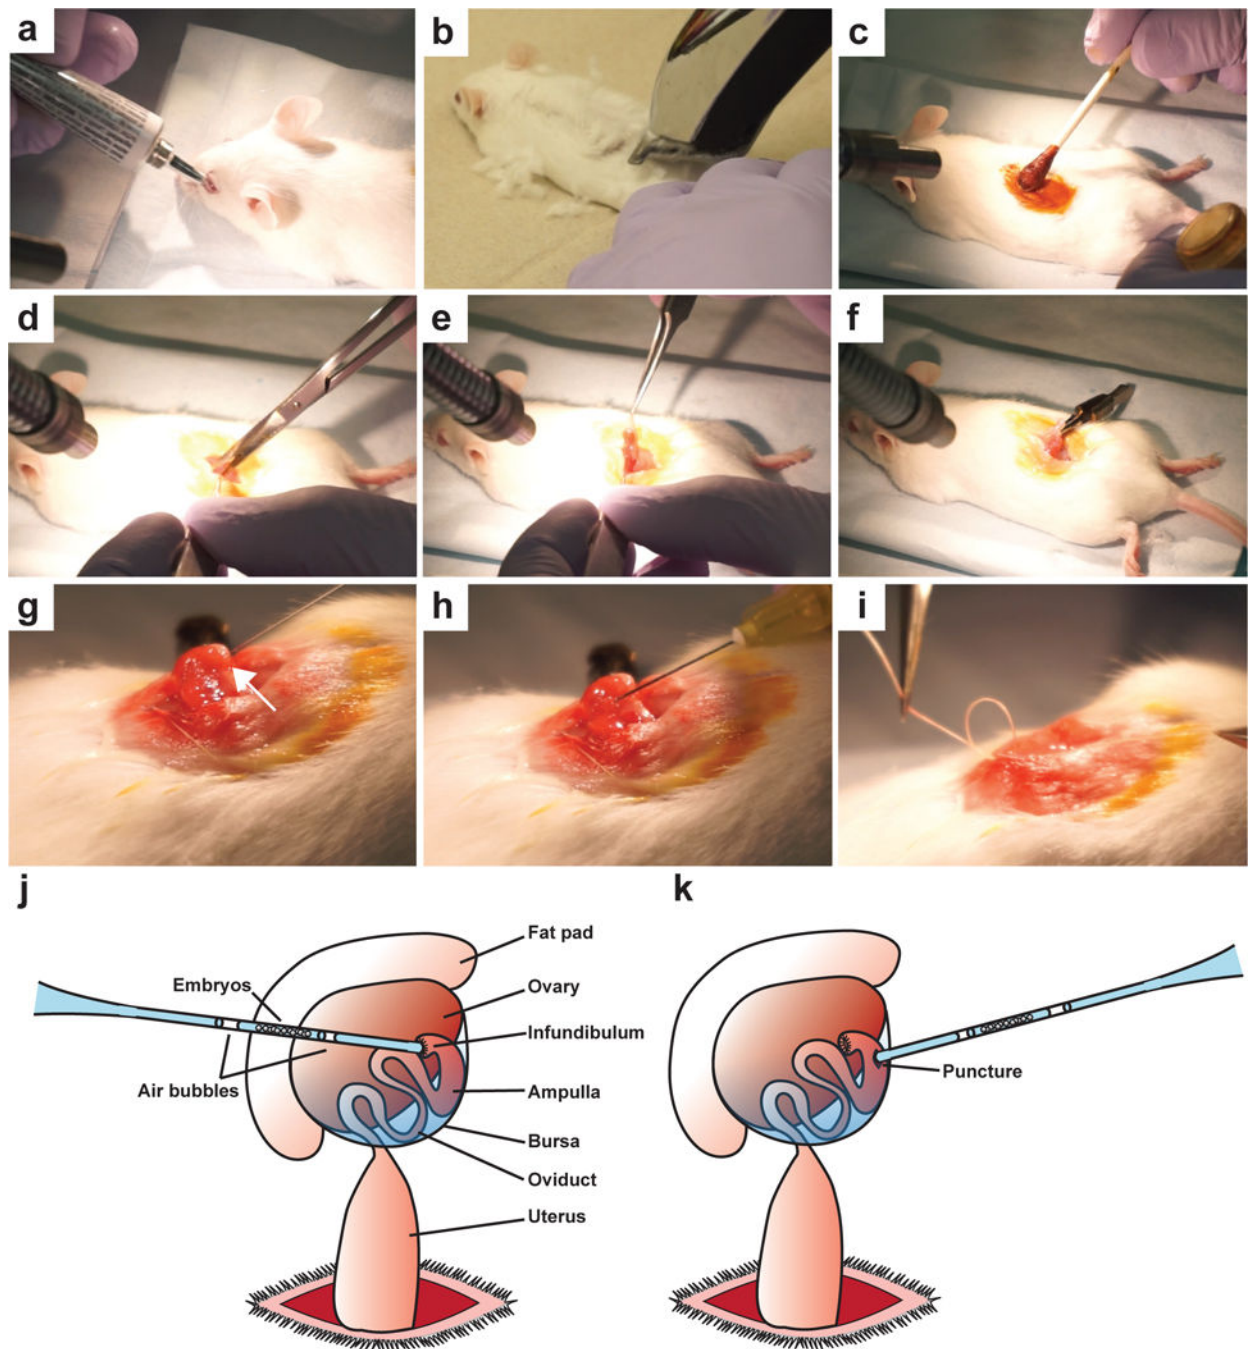 a
b
c
d
e
f
g
h
i
j
k
Fat pad
Embryos
Ovary
Infundibulum
Air bubbles
Ampulla
Bursa
Oviduct
Uterus
Puncture